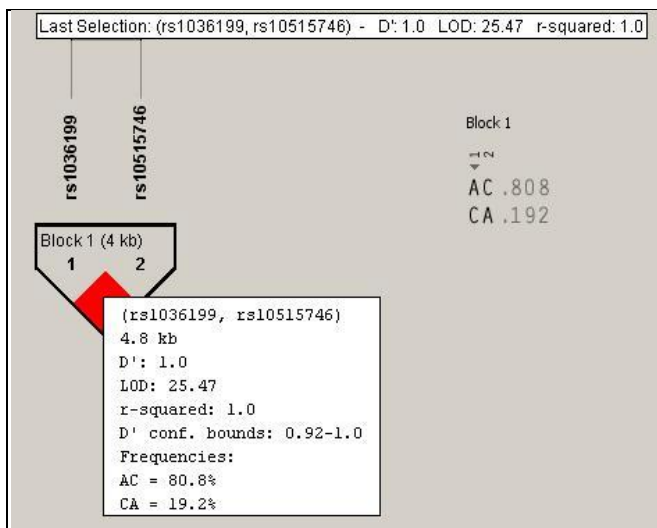 Last Selection: (rs1036199, rs10515746) - D': 1.0 LOD: 25.47 r-squared: 1.0
rs1036199
rs10515746
Block 1 (4 kb)
1 2
(rs1036199, rs10515746)
4.8 kb
D': 1.0
LOD: 25.47
r-squared: 1.0
D' conf. bounds: 0.92-1.0
Frequencies:
AC = 80.8%
CA = 19.2%
Block 1
1 2
AC .808
CA .192